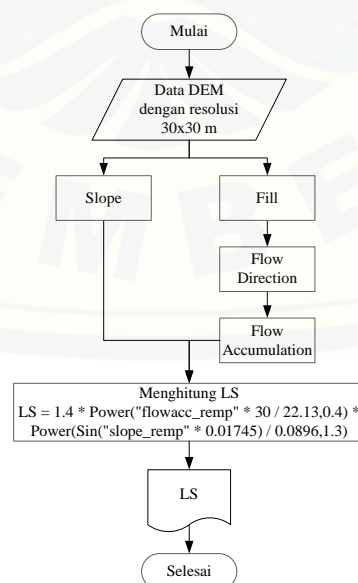 Mulai
Data DEM
dengan resolusi
30x30 m
Slope
Fill
Flow
Direction
Flow
Accumulation
Menghitung LS
LS = 1.4 * Power("flowacc_remp" * 30 / 22.13,0.4) *
Power(Sin("slope_remp" * 0.01745) / 0.0896,1.3)
LS
Selesai